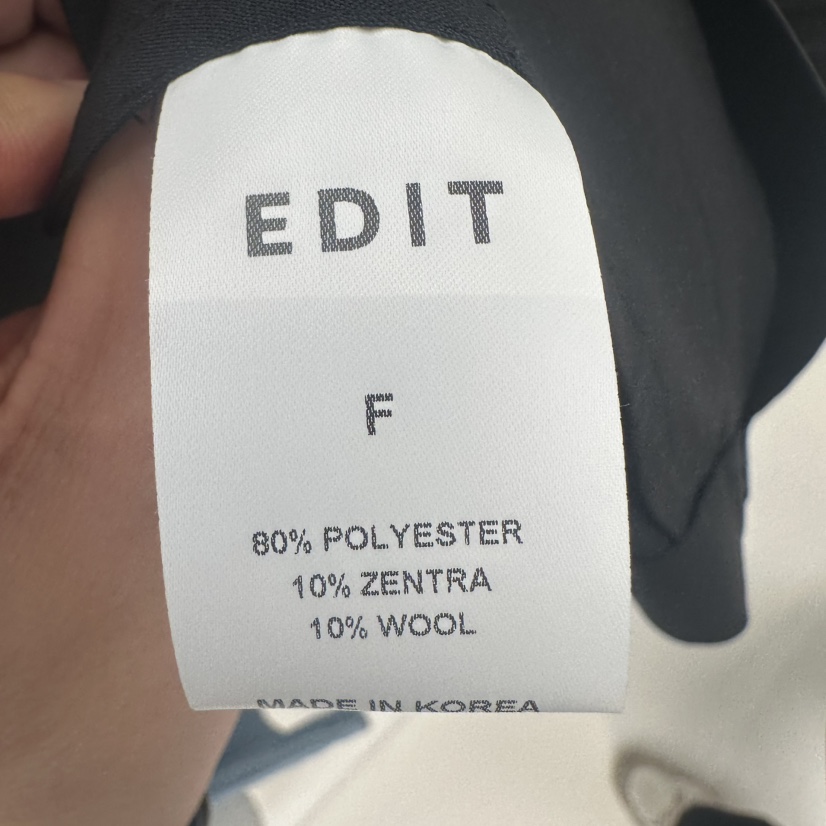 EDIT
F
80% POLYESTER
10% ZENTRA
10% WOOL
MADE IN KOREA